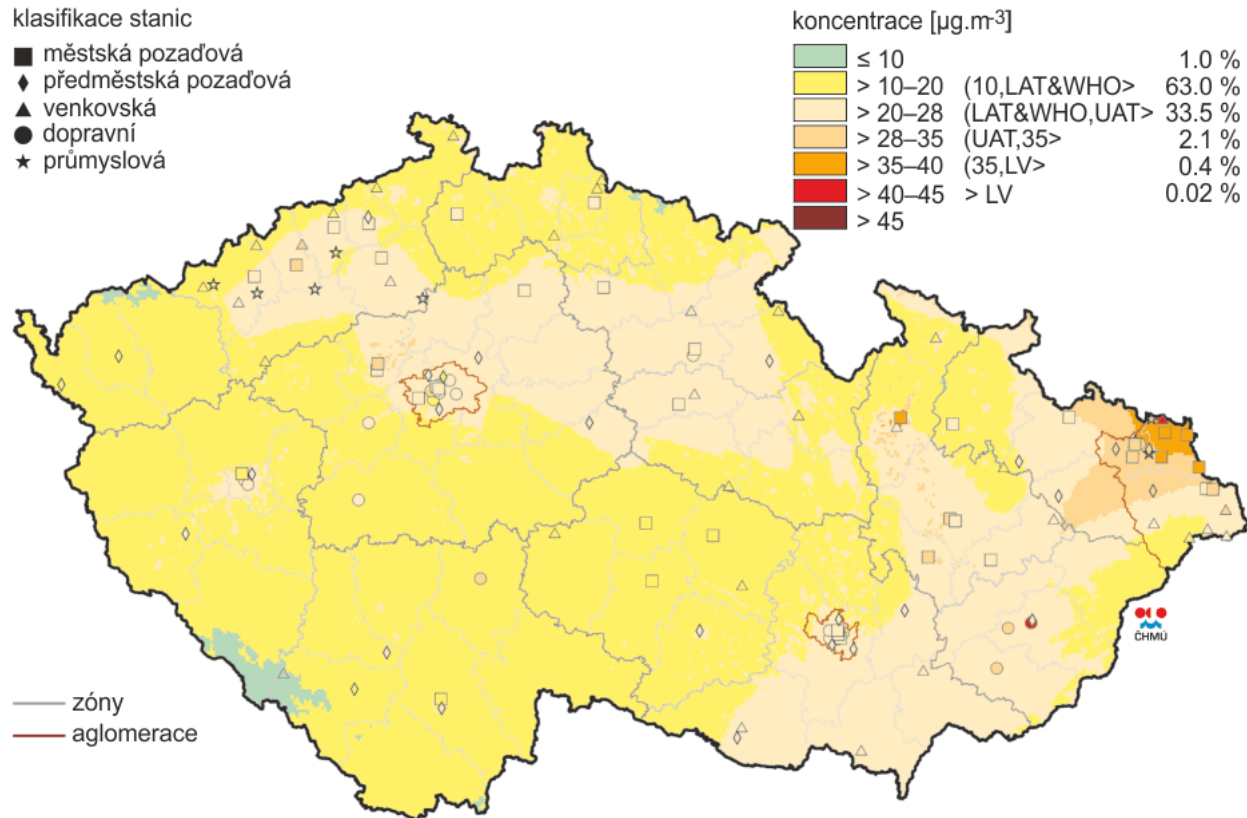 klasifikace stanic
městská pozaďová
předměstská pozaďová
venkovská
dopravní
průmyslová
koncentrace [µg.m⁻³]
≤ 10 1.0 %
> 10–20 (10,LAT&WHO> 63.0 %
> 20–28 (LAT&WHO,UAT> 33.5 %
> 28–35 (UAT,35> 2.1 %
> 35–40 (35,LV> 0.4 %
> 40–45 > LV 0.02 %
> 45
ČHMÚ
zóny
aglomerace